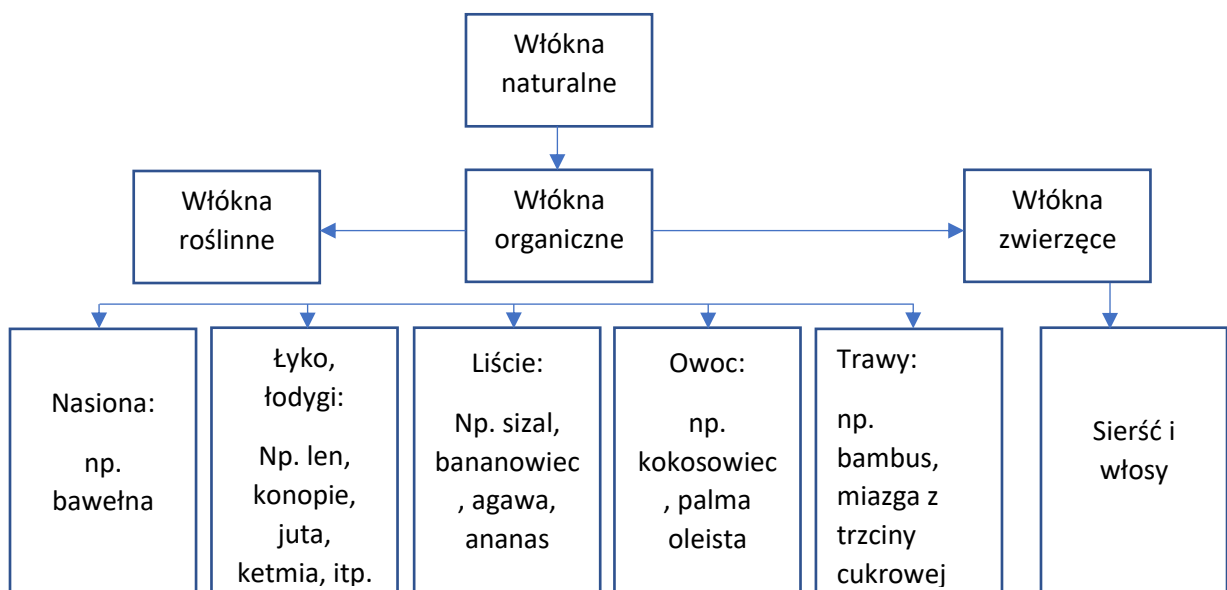 Włókna
naturalne
Włókna
roślinne
Włókna
organiczne
Włókna
zwierzęce
Nasiona:
np.
bawełna
Łyko,
łodygi:
Np. len,
konopie,
juta,
ketmia, itp.
Liście:
Np. sizal,
bananowiec
, agawa,
ananas
Owoc:
np.
kokosowiec
, palma
oleista
Trawy:
np.
bambus,
miazga z
trzciny
cukrowej
Sierść i
włosy